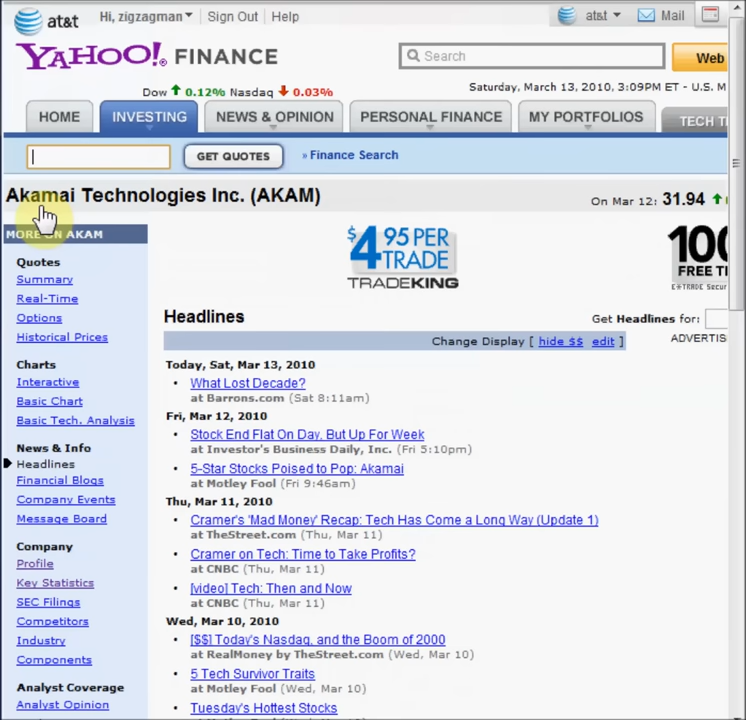 at&t Hi, zigzagman Sign Out Help at&t Mail
YAHOO! FINANCE Search Web
Dow 0.12% Nasdaq 0.03% Saturday, March 13, 2010, 3:09PM ET - U.S. M
HOME INVESTING NEWS & OPINION PERSONAL FINANCE MY PORTFOLIOS TECH T
GET QUOTES » Finance Search
Akamai Technologies Inc. (AKAM) On Mar 12: 31.94
MORE ON AKAM
$4 95 PER TRADE
TRADEKING
100
FREE T
E*TRADE Secur
Quotes
Summary
Real-Time
Options
Historical Prices
Charts
Interactive
Basic Chart
Basic Tech. Analysis
News & Info
Headlines
Financial Blogs
Company Events
Message Board
Company
Profile
Key Statistics
SEC Filings
Competitors
Industry
Components
Analyst Coverage
Analyst Opinion
Headlines Get Headlines for:
Change Display [ hide $$ edit ] ADVERTIS
Today, Sat, Mar 13, 2010
• What Lost Decade?
at Barrons.com (Sat 8:11am)
Fri, Mar 12, 2010
• Stock End Flat On Day, But Up For Week
at Investor's Business Daily, Inc. (Fri 5:10pm)
• 5-Star Stocks Poised to Pop: Akamai
at Motley Fool (Fri 9:46am)
Thu, Mar 11, 2010
• Cramer's 'Mad Money' Recap: Tech Has Come a Long Way (Update 1)
at TheStreet.com (Thu, Mar 11)
• Cramer on Tech: Time to Take Profits?
at CNBC (Thu, Mar 11)
• [video] Tech: Then and Now
at CNBC (Thu, Mar 11)
Wed, Mar 10, 2010
• [$$] Today's Nasdaq, and the Boom of 2000
at RealMoney by TheStreet.com (Wed, Mar 10)
• 5 Tech Survivor Traits
at Motley Fool (Wed, Mar 10)
• Tuesday's Hottest Stocks